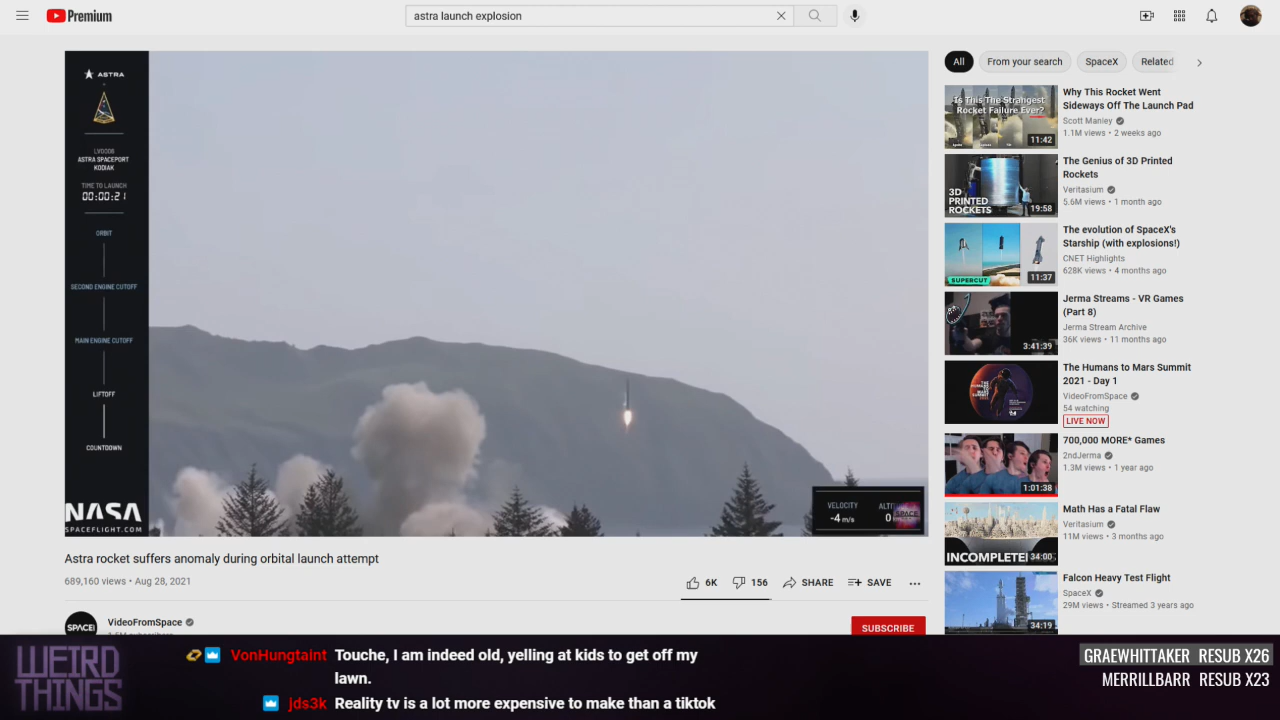 Premium
astra launch explosion
ASTRA
LV0006
ASTRA SPACEPORT
KODIAK
TIME TO LAUNCH
00:00:21
ORBIT
SECOND ENGINE CUTOFF
MAIN ENGINE CUTOFF
LIFTOFF
COUNTDOWN
NASA
SPACEFLIGHT.COM
VELOCITY
-4 m/s
0
SPACE
Astra rocket suffers anomaly during orbital launch attempt
689,160 views • Aug 28, 2021
6K
156
SHARE
SAVE
SPACE
VideoFromSpace
SUBSCRIBE
All
From your search
SpaceX
Related
Is This The Strangest
Rocket Failure Ever?
11:42
Why This Rocket Went
Sideways Off The Launch Pad
Scott Manley
1.1M views • 2 weeks ago
3D
PRINTED
ROCKETS
19:58
The Genius of 3D Printed
Rockets
Veritasium
5.6M views • 1 month ago
SUPERCUT
11:37
The evolution of SpaceX's
Starship (with explosions!)
CNET Highlights
628K views • 4 months ago
3:41:39
Jerma Streams - VR Games
(Part 8)
Jerma Stream Archive
36K views • 11 months ago
The Humans to Mars Summit
2021 - Day 1
VideoFromSpace
54 watching
LIVE NOW
1:01:38
700,000 MORE* Games
2ndJerma
1.3M views • 1 year ago
INCOMPLETE
34:00
Math Has a Fatal Flaw
Veritasium
11M views • 3 months ago
34:19
Falcon Heavy Test Flight
SpaceX
29M views • Streamed 3 years ago
WEIRD
THINGS
VonHungtaint Touche, I am indeed old, yelling at kids to get off my
lawn.
jds3k Reality tv is a lot more expensive to make than a tiktok
GRAEWHITTAKER RESUB X26
MERRILLBARR RESUB X23